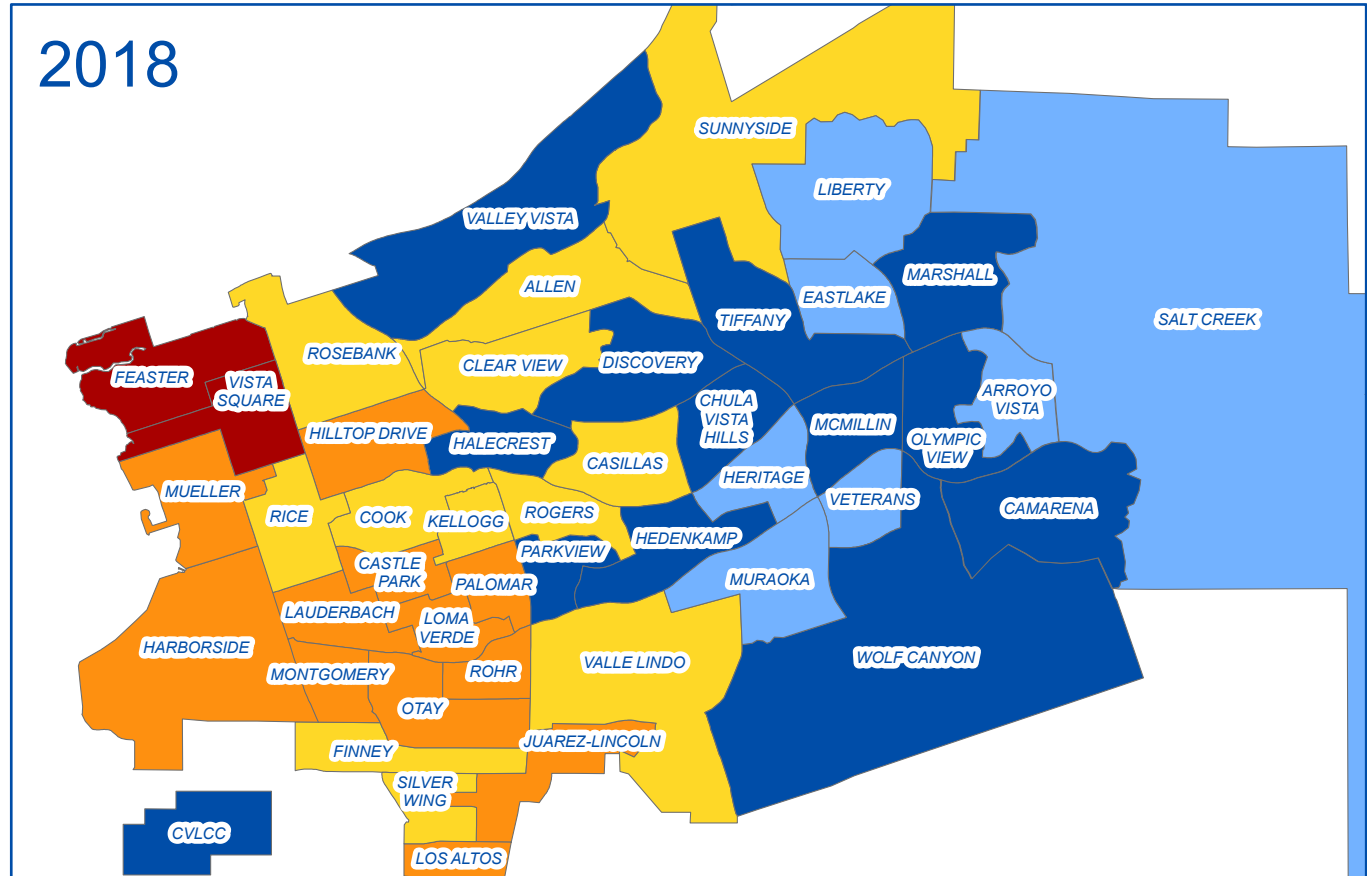 2018
SUNNYSIDE
LIBERTY
VALLEY VISTA
MARSHALL
ALLEN
EASTLAKE
TIFFANY
SALT CREEK
ROSEBANK
CLEAR VIEW
DISCOVERY
FEASTER
VISTA
SQUARE
ARROYO
VISTA
CHULA
VISTA
HILLS
MCMILLIN
HILLTOP DRIVE
HALECREST
OLYMPIC
VIEW
CASILLAS
HERITAGE
MUELLER
VETERANS
CAMARENA
RICE
COOK
KELLOGG
ROGERS
HEDENKAMP
PARKVIEW
CASTLE
PARK
PALOMAR
MURAOKA
LAUDERBACH
LOMA
VERDE
HARBORSIDE
WOLF CANYON
VALLE LINDO
MONTGOMERY
ROHR
OTAY
JUAREZ-LINCOLN
FINNEY
SILVER
WING
CVLCC
LOS ALTOS